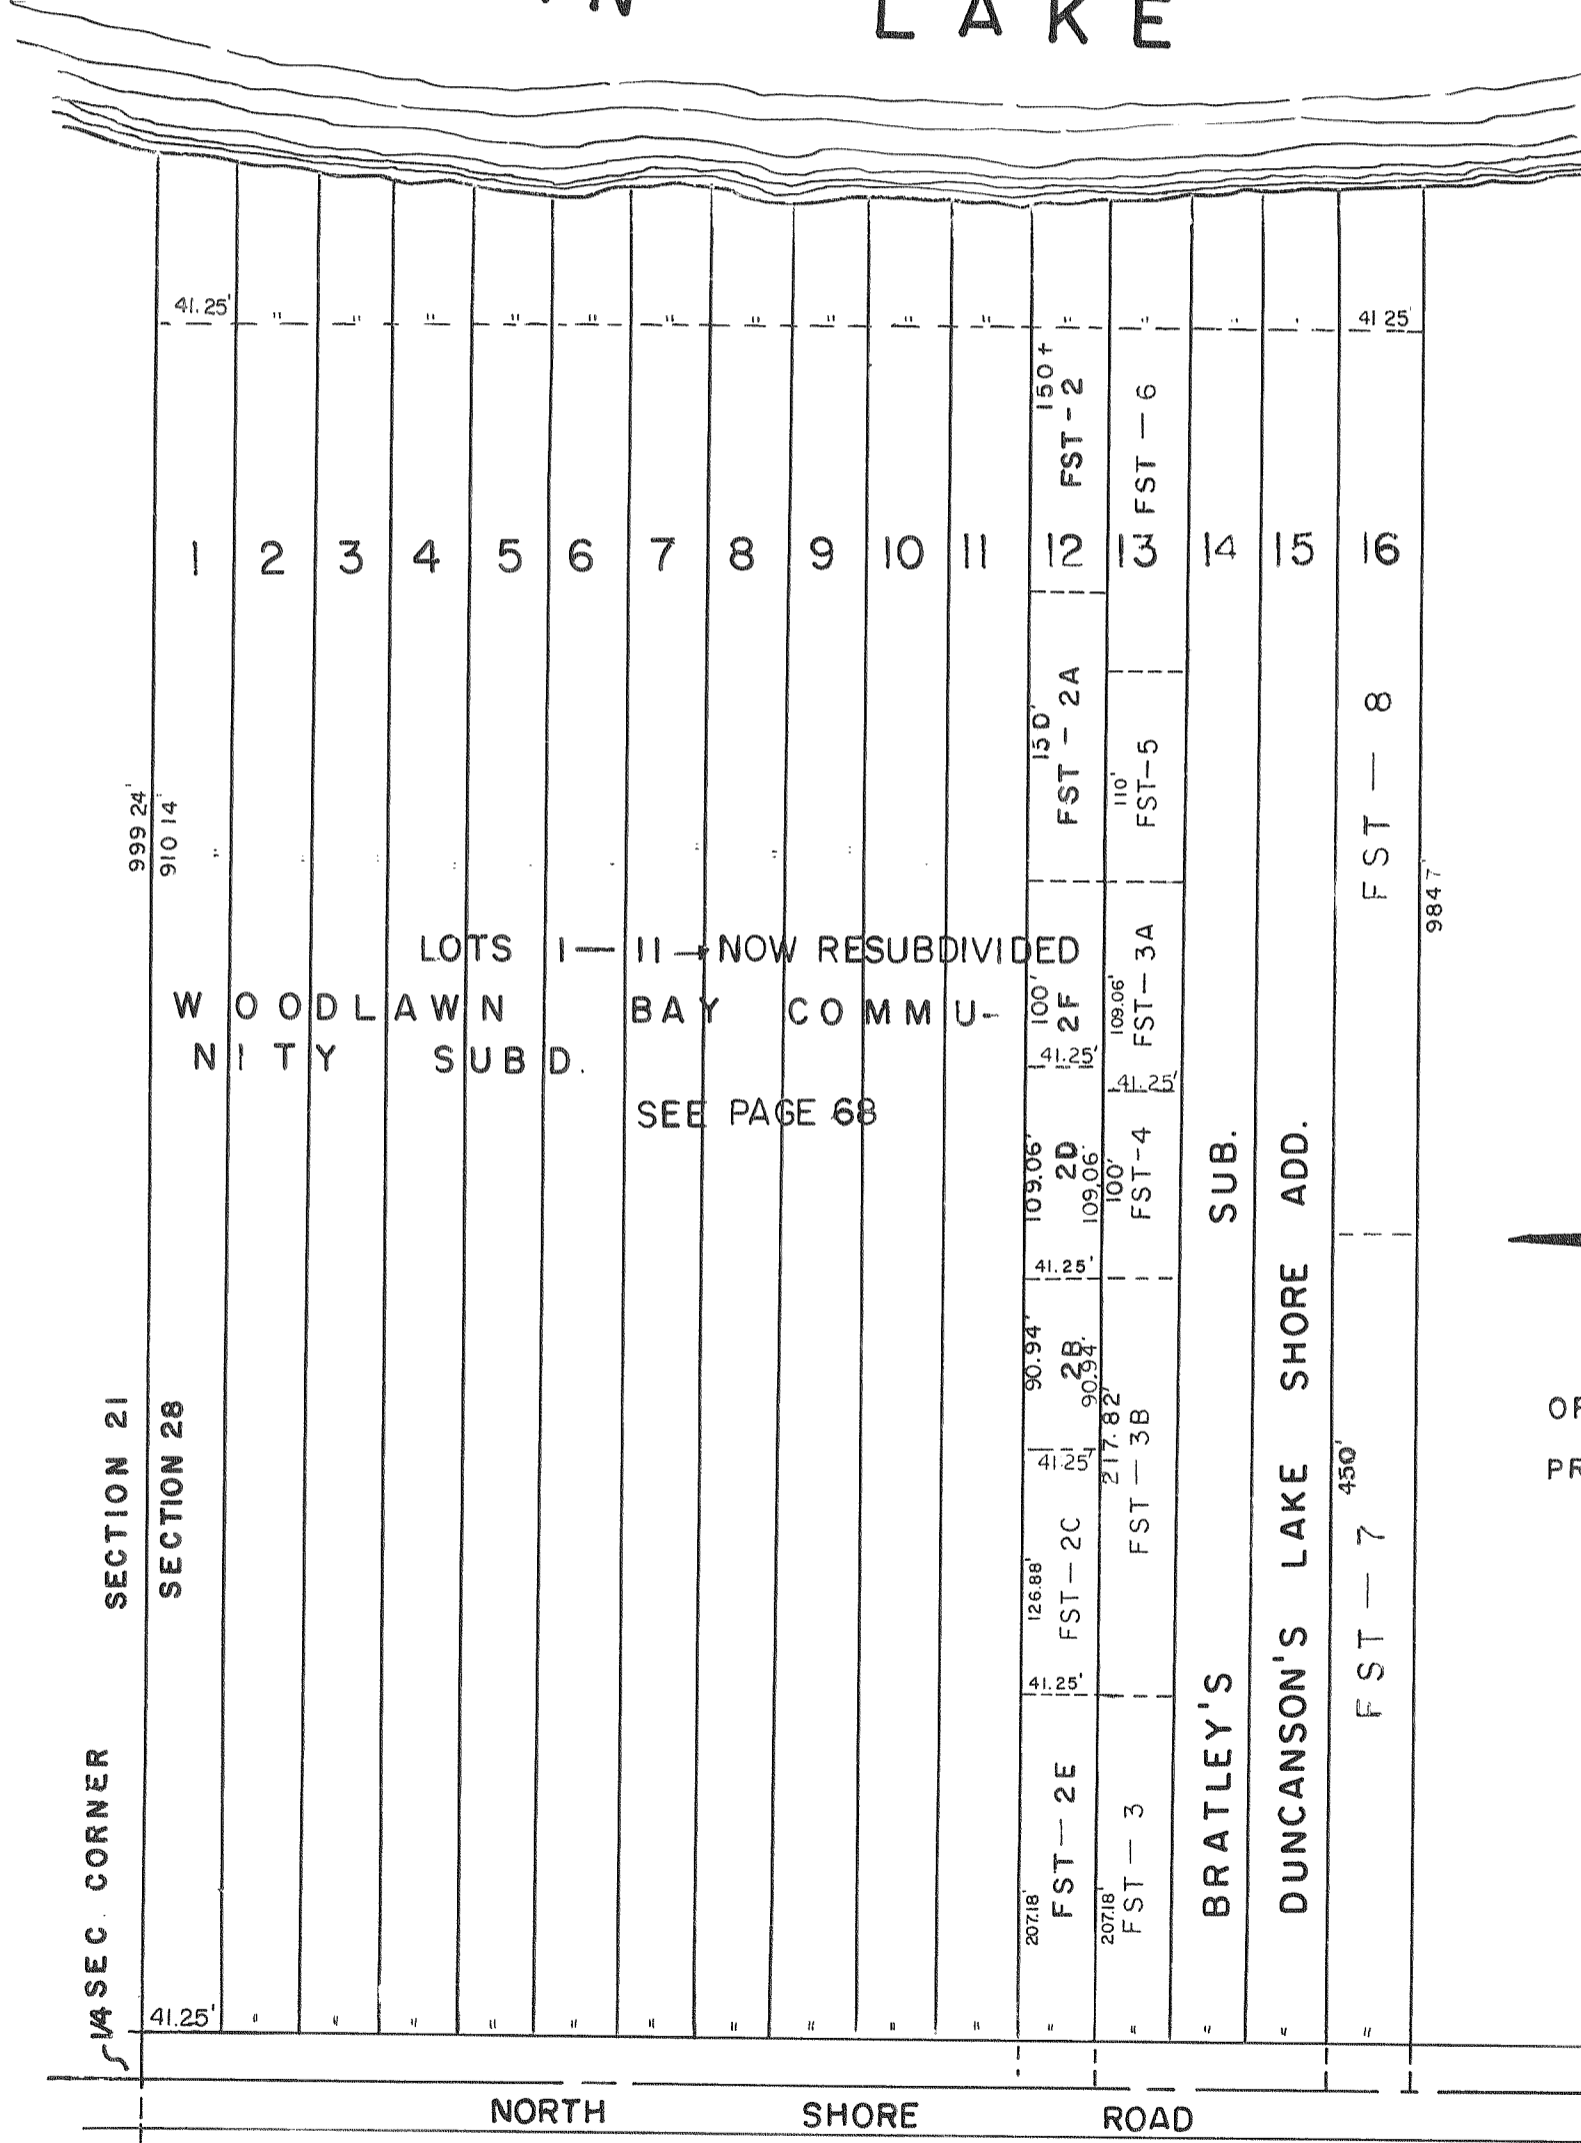 LAKE
41.25' " " " " " " " " " " " " " " 41 25'
150+
FST-2
FST — 6
1 2 3 4 5 6 7 8 9 10 11 12 13 14 15 16
15D'
FST - 2A
110'
FST-5
FST — 8
999 24'
910 14'
984 7'
LOTS 1 — 11 → NOW RESUBDIVIDED
WOODLAWN BAY COMMU-
NITY SUBD.
SEE PAGE 68
100'
2F
41.25'
109.06'
FST — 3A
41.25'
109.06'
2D
109.06'
41.25'
100'
FST-4
90.94'
2B
90.94'
41.25'
217.82'
FST — 3B
126.88'
FST — 2C
41.25'
207.18'
FST — 2E
207.18'
FST — 3
BRATLEY'S SUB.
DUNCANSON'S LAKE SHORE ADD.
450'
FST — 7
SECTION 21
SECTION 28
1/4 SEC. CORNER
41.25' " " " " " " " " " " " " " " "
NORTH SHORE ROAD